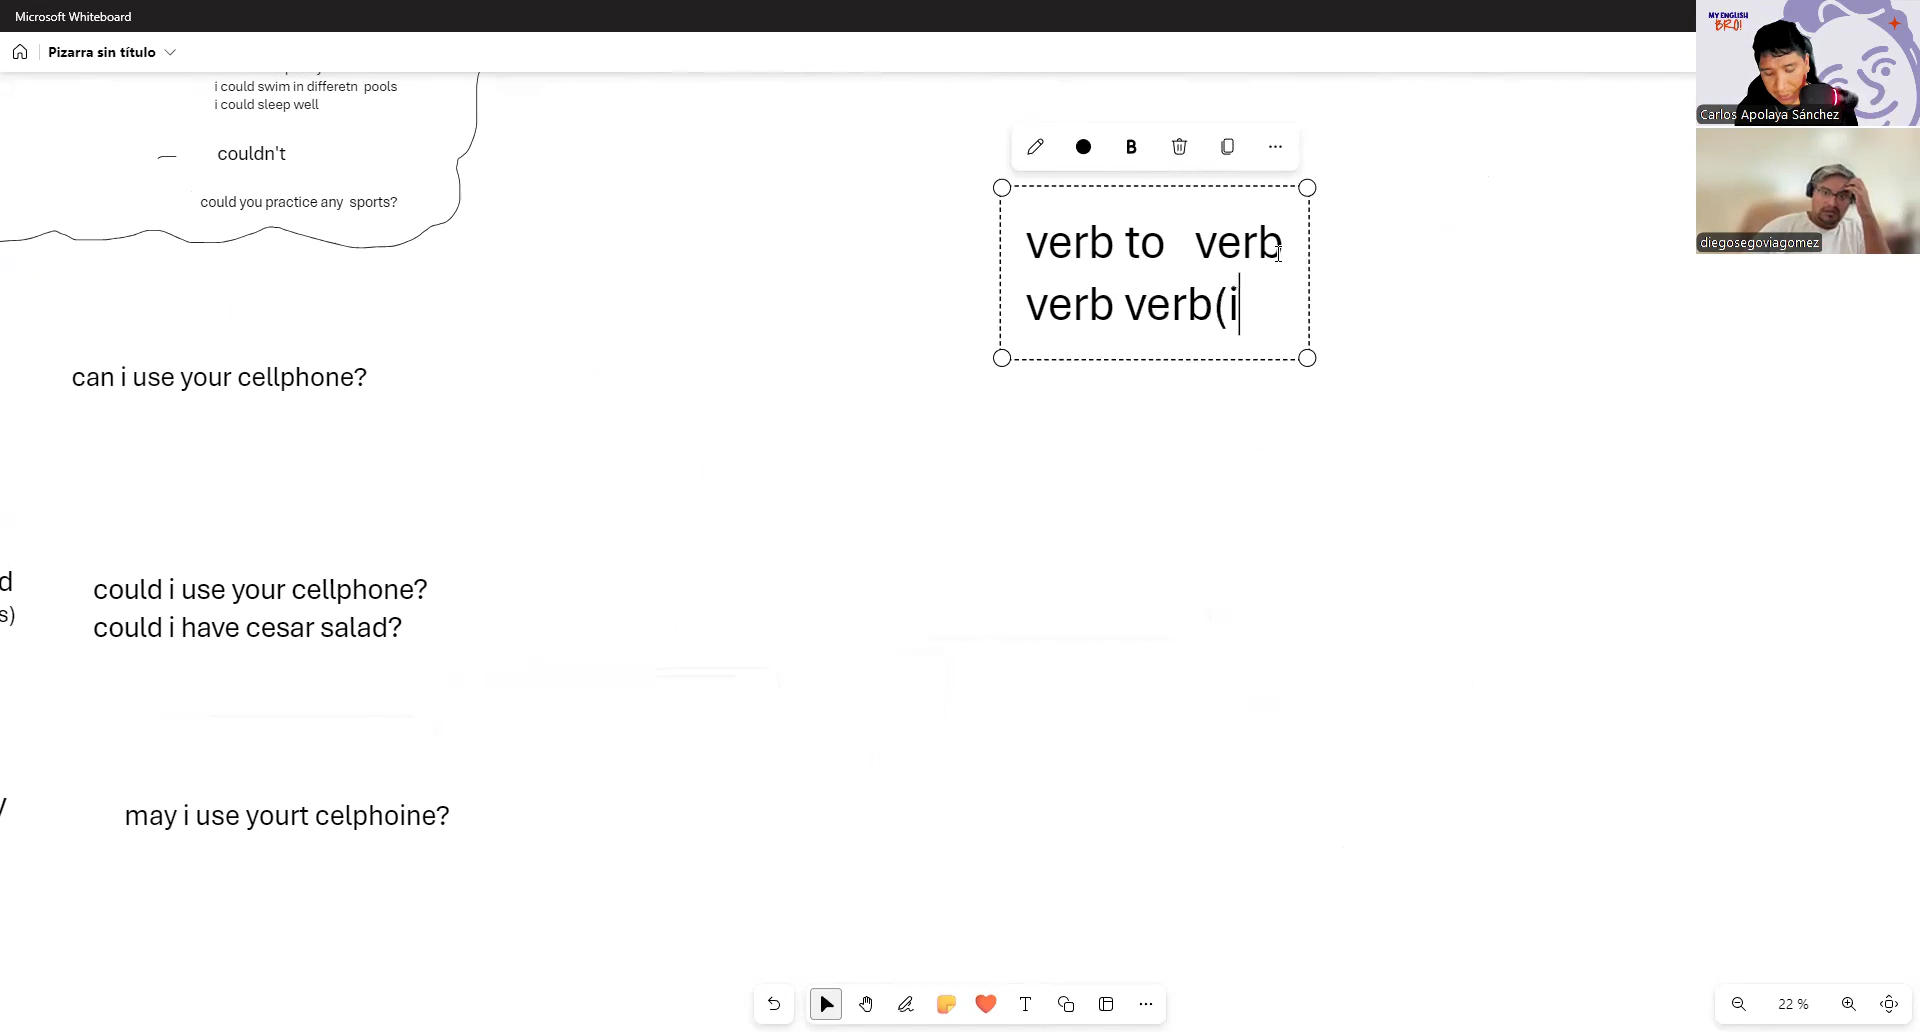 Microsoft Whiteboard
Pizarra sin título
i could swim in differetn pools
i could sleep well
couldn't
could you practice any sports?
B
verb to verb
verb verb(i
can i use your cellphone?
d
s)
could i use your cellphone?
could i have cesar salad?
y
may i use yourt celphoine?
T
22 %
MY ENGLISH
BRO!
Carlos Apolaya Sánchez
diegosegoviagomez